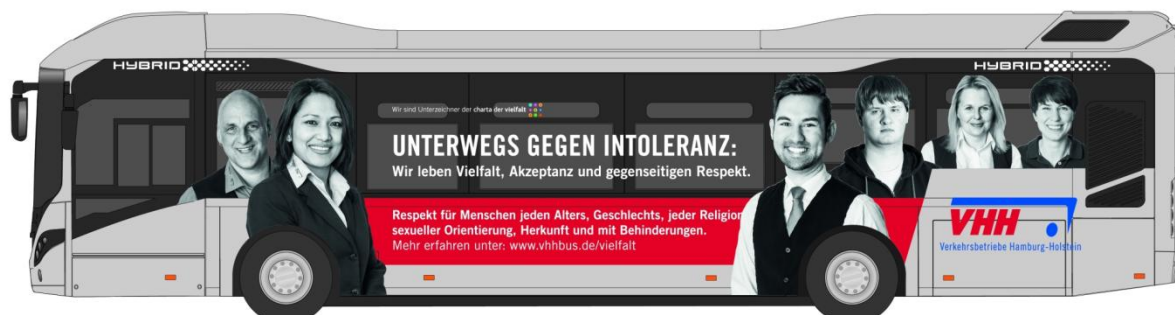 HYBRID
HYBRID
Wir sind Unterzeichner der charta der vielfalt
UNTERWEGS GEGEN INTOLERANZ:
Wir leben Vielfalt, Akzeptanz und gegenseitigen Respekt.
Respekt für Menschen jeden Alters, Geschlechts, jeder Religion
sexueller Orientierung, Herkunft und mit Behinderungen.
Mehr erfahren unter: www.vhhbus.de/vielfalt
VHH
Verkehrsbetriebe Hamburg-Holstein